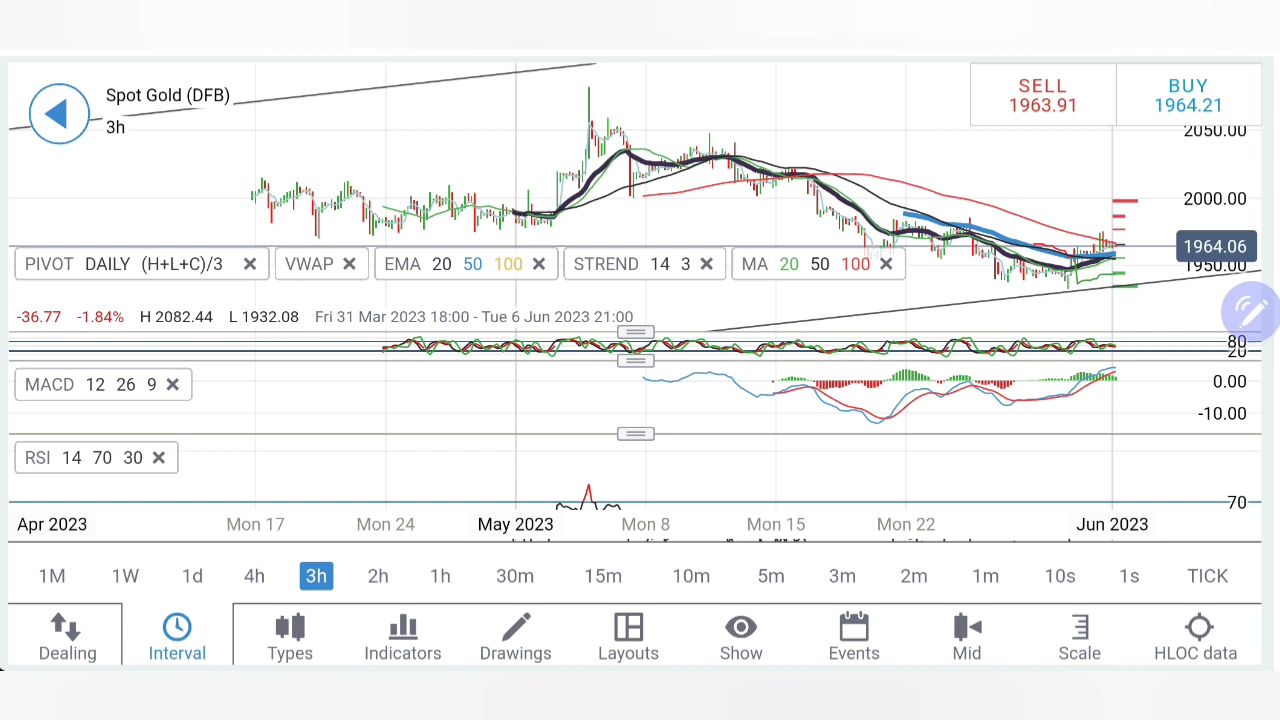 Spot Gold (DFB)
3h
SELL
1963.91
BUY
1964.21
2050.00
2000.00
1964.06
1950.00
PIVOT DAILY (H+L+C)/3
VWAP
EMA 20 50 100
STREND 14 3
MA 20 50 100
-36.77 -1.84% H 2082.44 L 1932.08 Fri 31 Mar 2023 18:00 - Tue 6 Jun 2023 21:00
80
20
MACD 12 26 9
0.00
-10.00
RSI 14 70 30
70
Apr 2023 Mon 17 Mon 24 May 2023 Mon 8 Mon 15 Mon 22 Jun 2023
1M 1W 1d 4h 3h 2h 1h 30m 15m 10m 5m 3m 2m 1m 10s 1s TICK
Dealing Interval Types Indicators Drawings Layouts Show Events Mid Scale HLOC data